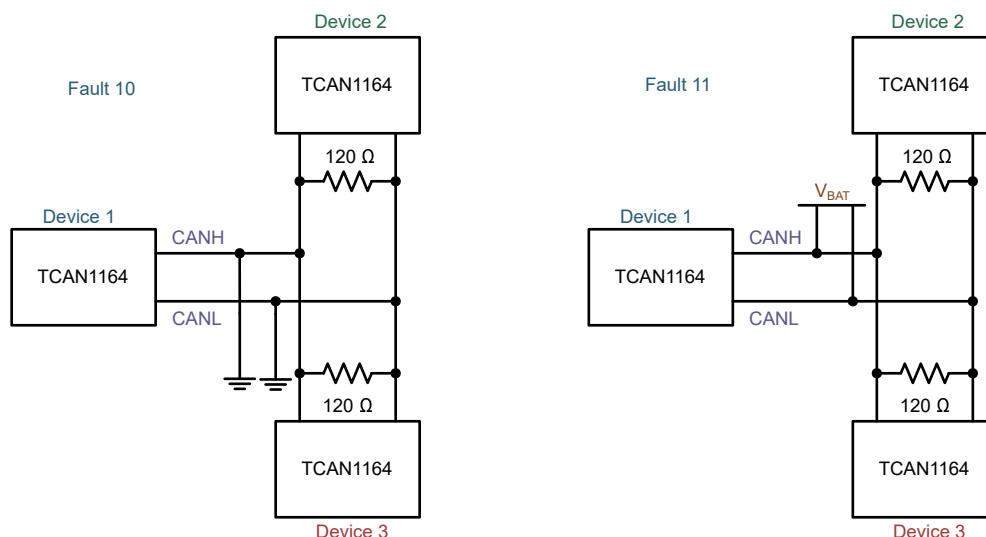 Device 2
Fault 10
TCAN1164
120 Ω
Device 1
CANH
TCAN1164
CANL
120 Ω
TCAN1164
Device 3
Device 2
Fault 11
TCAN1164
120 Ω
VBAT
Device 1
CANH
TCAN1164
CANL
120 Ω
TCAN1164
Device 3